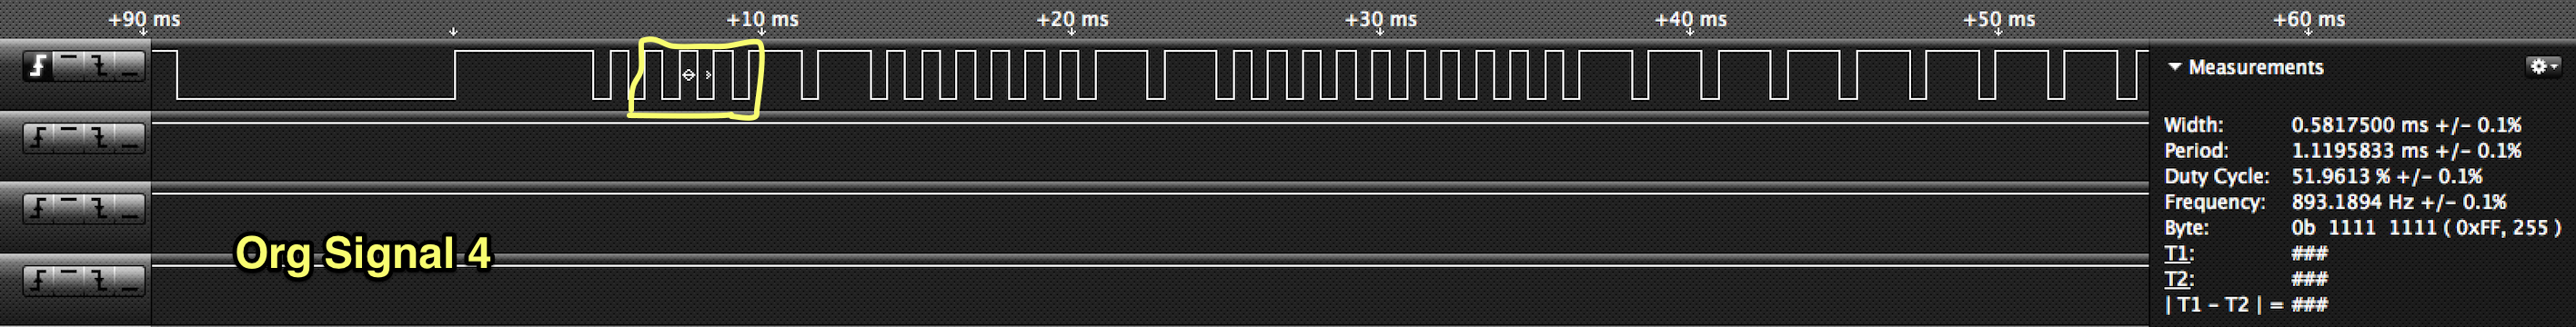 +90 ms +10 ms +20 ms +30 ms +40 ms +50 ms +60 ms
Measurements
Width: 0.5817500 ms +/- 0.1%
Period: 1.1195833 ms +/- 0.1%
Duty Cycle: 51.9613 % +/- 0.1%
Frequency: 893.1894 Hz +/- 0.1%
Byte: 0b 1111 1111 ( 0xFF, 255 )
T1: ###
T2: ###
| T1 - T2 | = ###
Org Signal 4